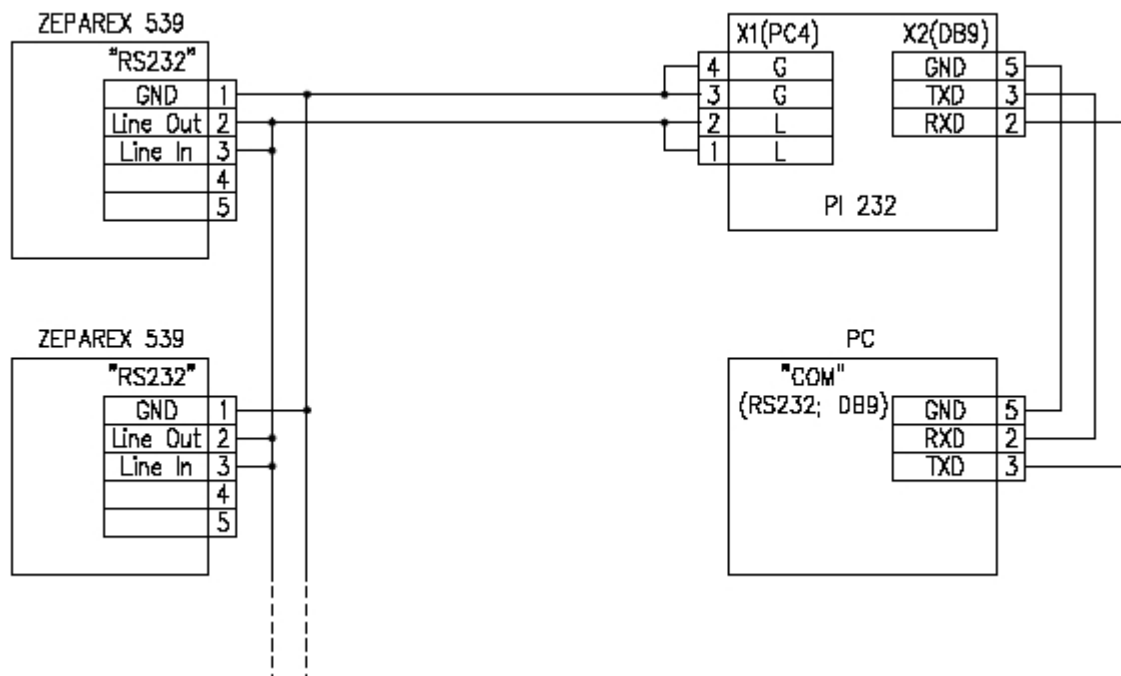 ZEPAREX 539
"RS232"
GND 1
Line Out 2
Line In 3
4
5
X1(PC4) X2(DB9)
4 G GND 5
3 G TXD 3
2 L RXD 2
1 L
PI 232
ZEPAREX 539
"RS232"
GND 1
Line Out 2
Line In 3
4
5
PC
"COM"
(RS232; DB9)
GND 5
RXD 2
TXD 3